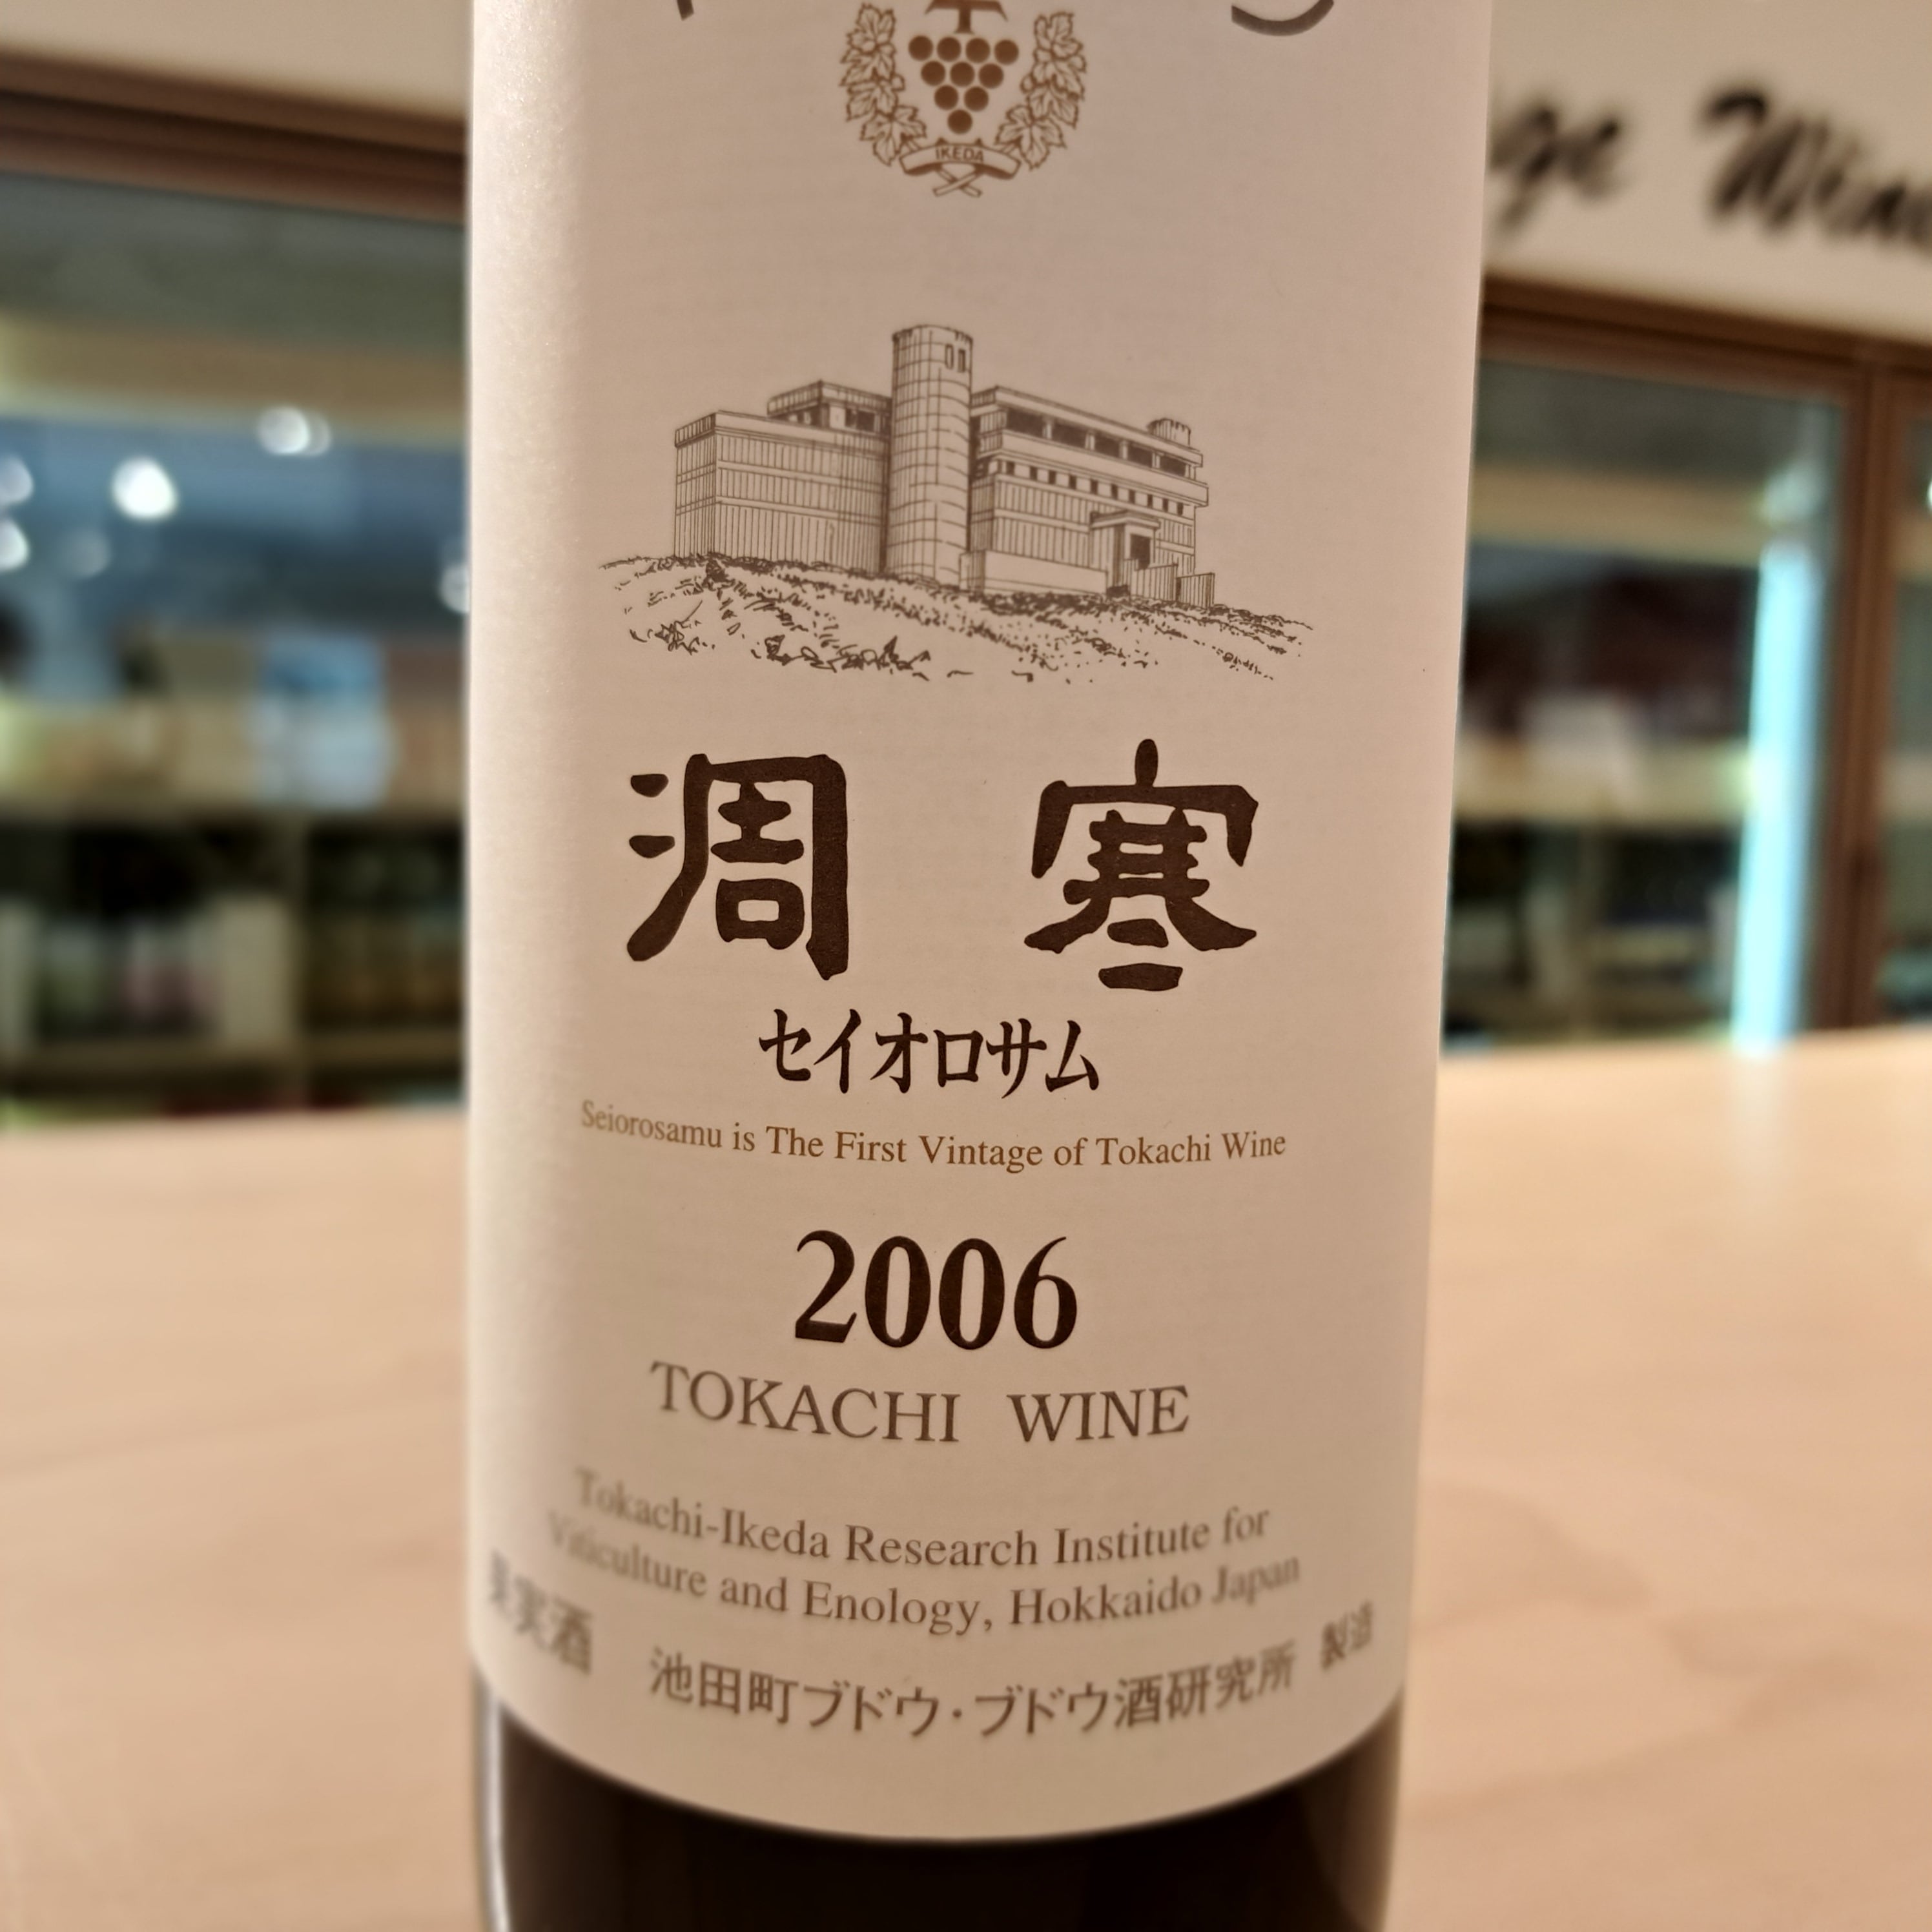 IKEDA
凋寒
セイオロサム
Seiorosamu is The First Vintage of Tokachi Wine
2006
TOKACHI WINE
Tokachi-Ikeda Research Institute for
Viticulture and Enology, Hokkaido Japan
果実酒 池田町ブドウ・ブドウ酒研究所 製造
Wine